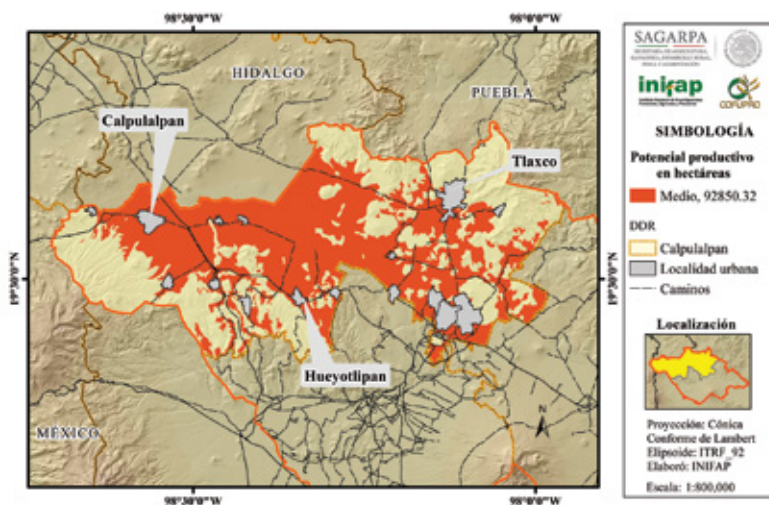 98°30'0"W
98°0'0"W
HIDALGO
PUEBLA
Calpulalpan
Tlaxco
19°30'0"N
19°30'0"N
Hueyotlipan
MÉXICO
N
98°30'0"W
98°0'0"W
SAGARPA
inifap
COFUPRO
SIMBOLOGÍA
Potencial productivo
en hectáreas
Medio, 92850.32
DDR
Calpulalpan
Localidad urbana
Caminos
Localización
Proyección: Cónica
Conforme de Lambert
Elipsoide: ITRF_92
Elaboró: INIFAP
Escala: 1:800,000